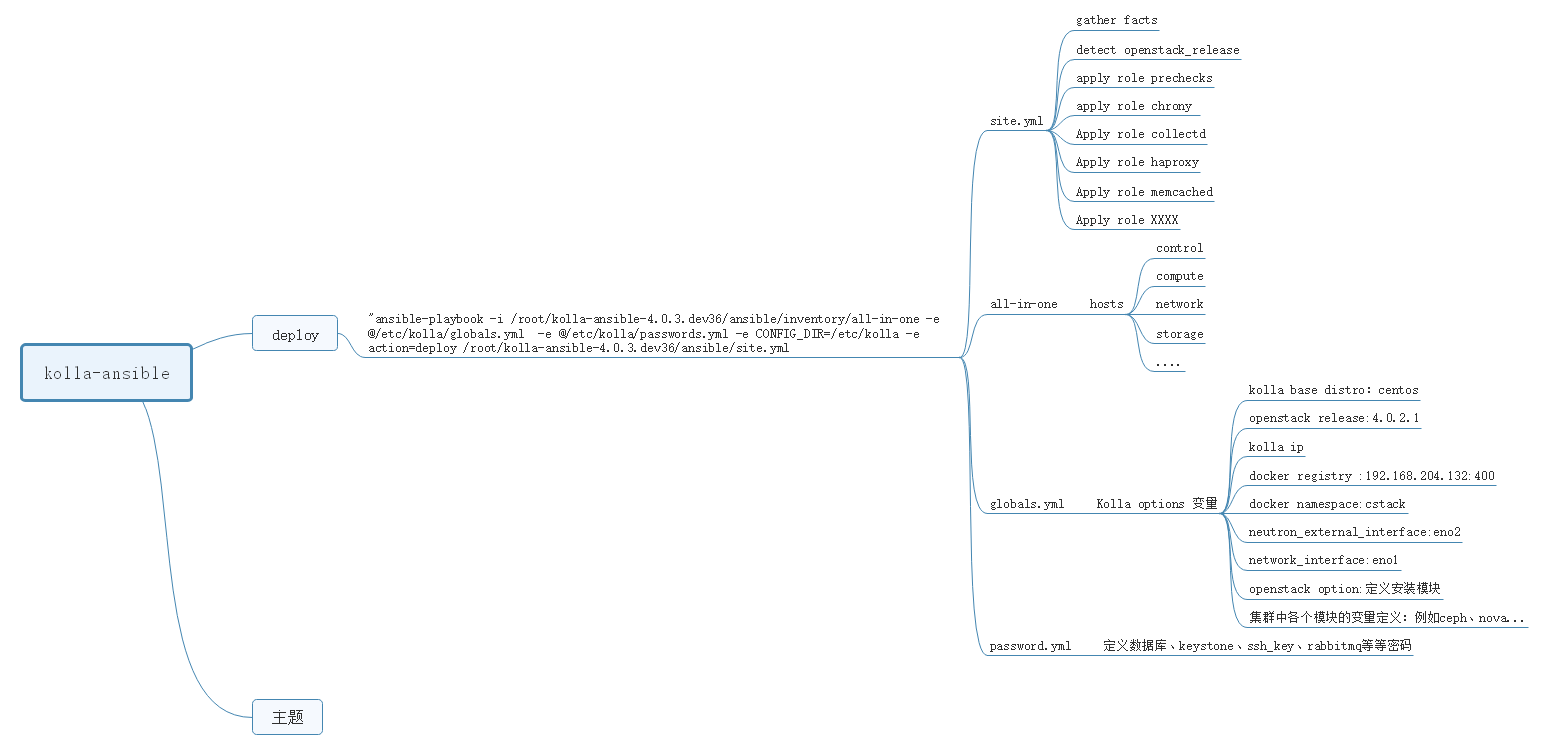 kolla-ansible
deploy
"ansible-playbook -i /root/kolla-ansible-4.0.3.dev36/ansible/inventory/all-in-one -e
@/etc/kolla/globals.yml  -e @/etc/kolla/passwords.yml -e CONFIG_DIR=/etc/kolla -e
action=deploy /root/kolla-ansible-4.0.3.dev36/ansible/site.yml
site.yml
gather facts
detect openstack_release
apply role prechecks
apply role chrony
Apply role collectd
Apply role haproxy
Apply role memcached
Apply role XXXX
all-in-one
hosts
control
compute
network
storage
....
globals.yml
Kolla options 变量
kolla base distro：centos
openstack release:4.0.2.1
kolla ip
docker registry :192.168.204.132:400
docker namespace:cstack
neutron_external_interface:eno2
network_interface:eno1
openstack option:定义安装模块
集群中各个模块的变量定义：例如ceph、nova...
password.yml
定义数据库、keystone、ssh_key、rabbitmq等等密码
主题